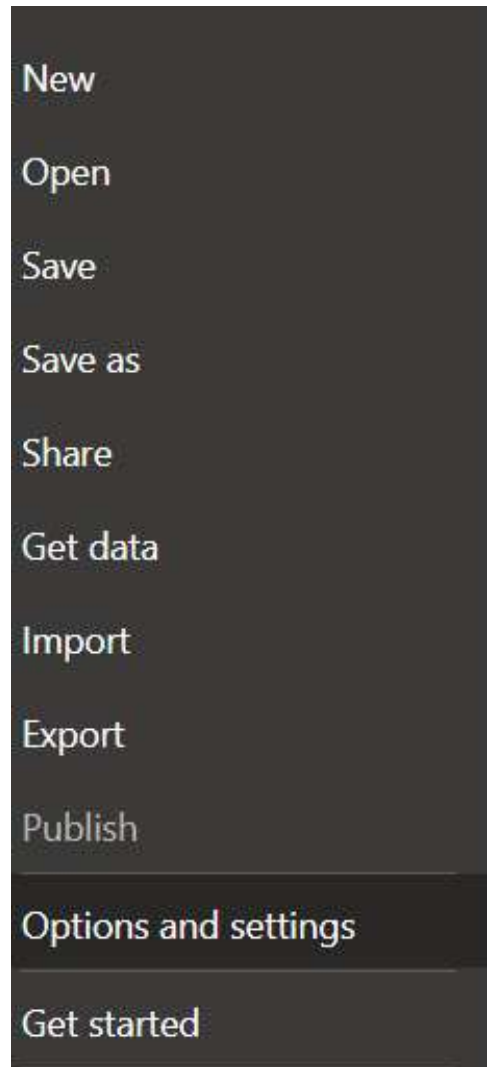 New
Open
Save
Save as
Share
Get data
Import
Export
Publish
Options and settings
Get started